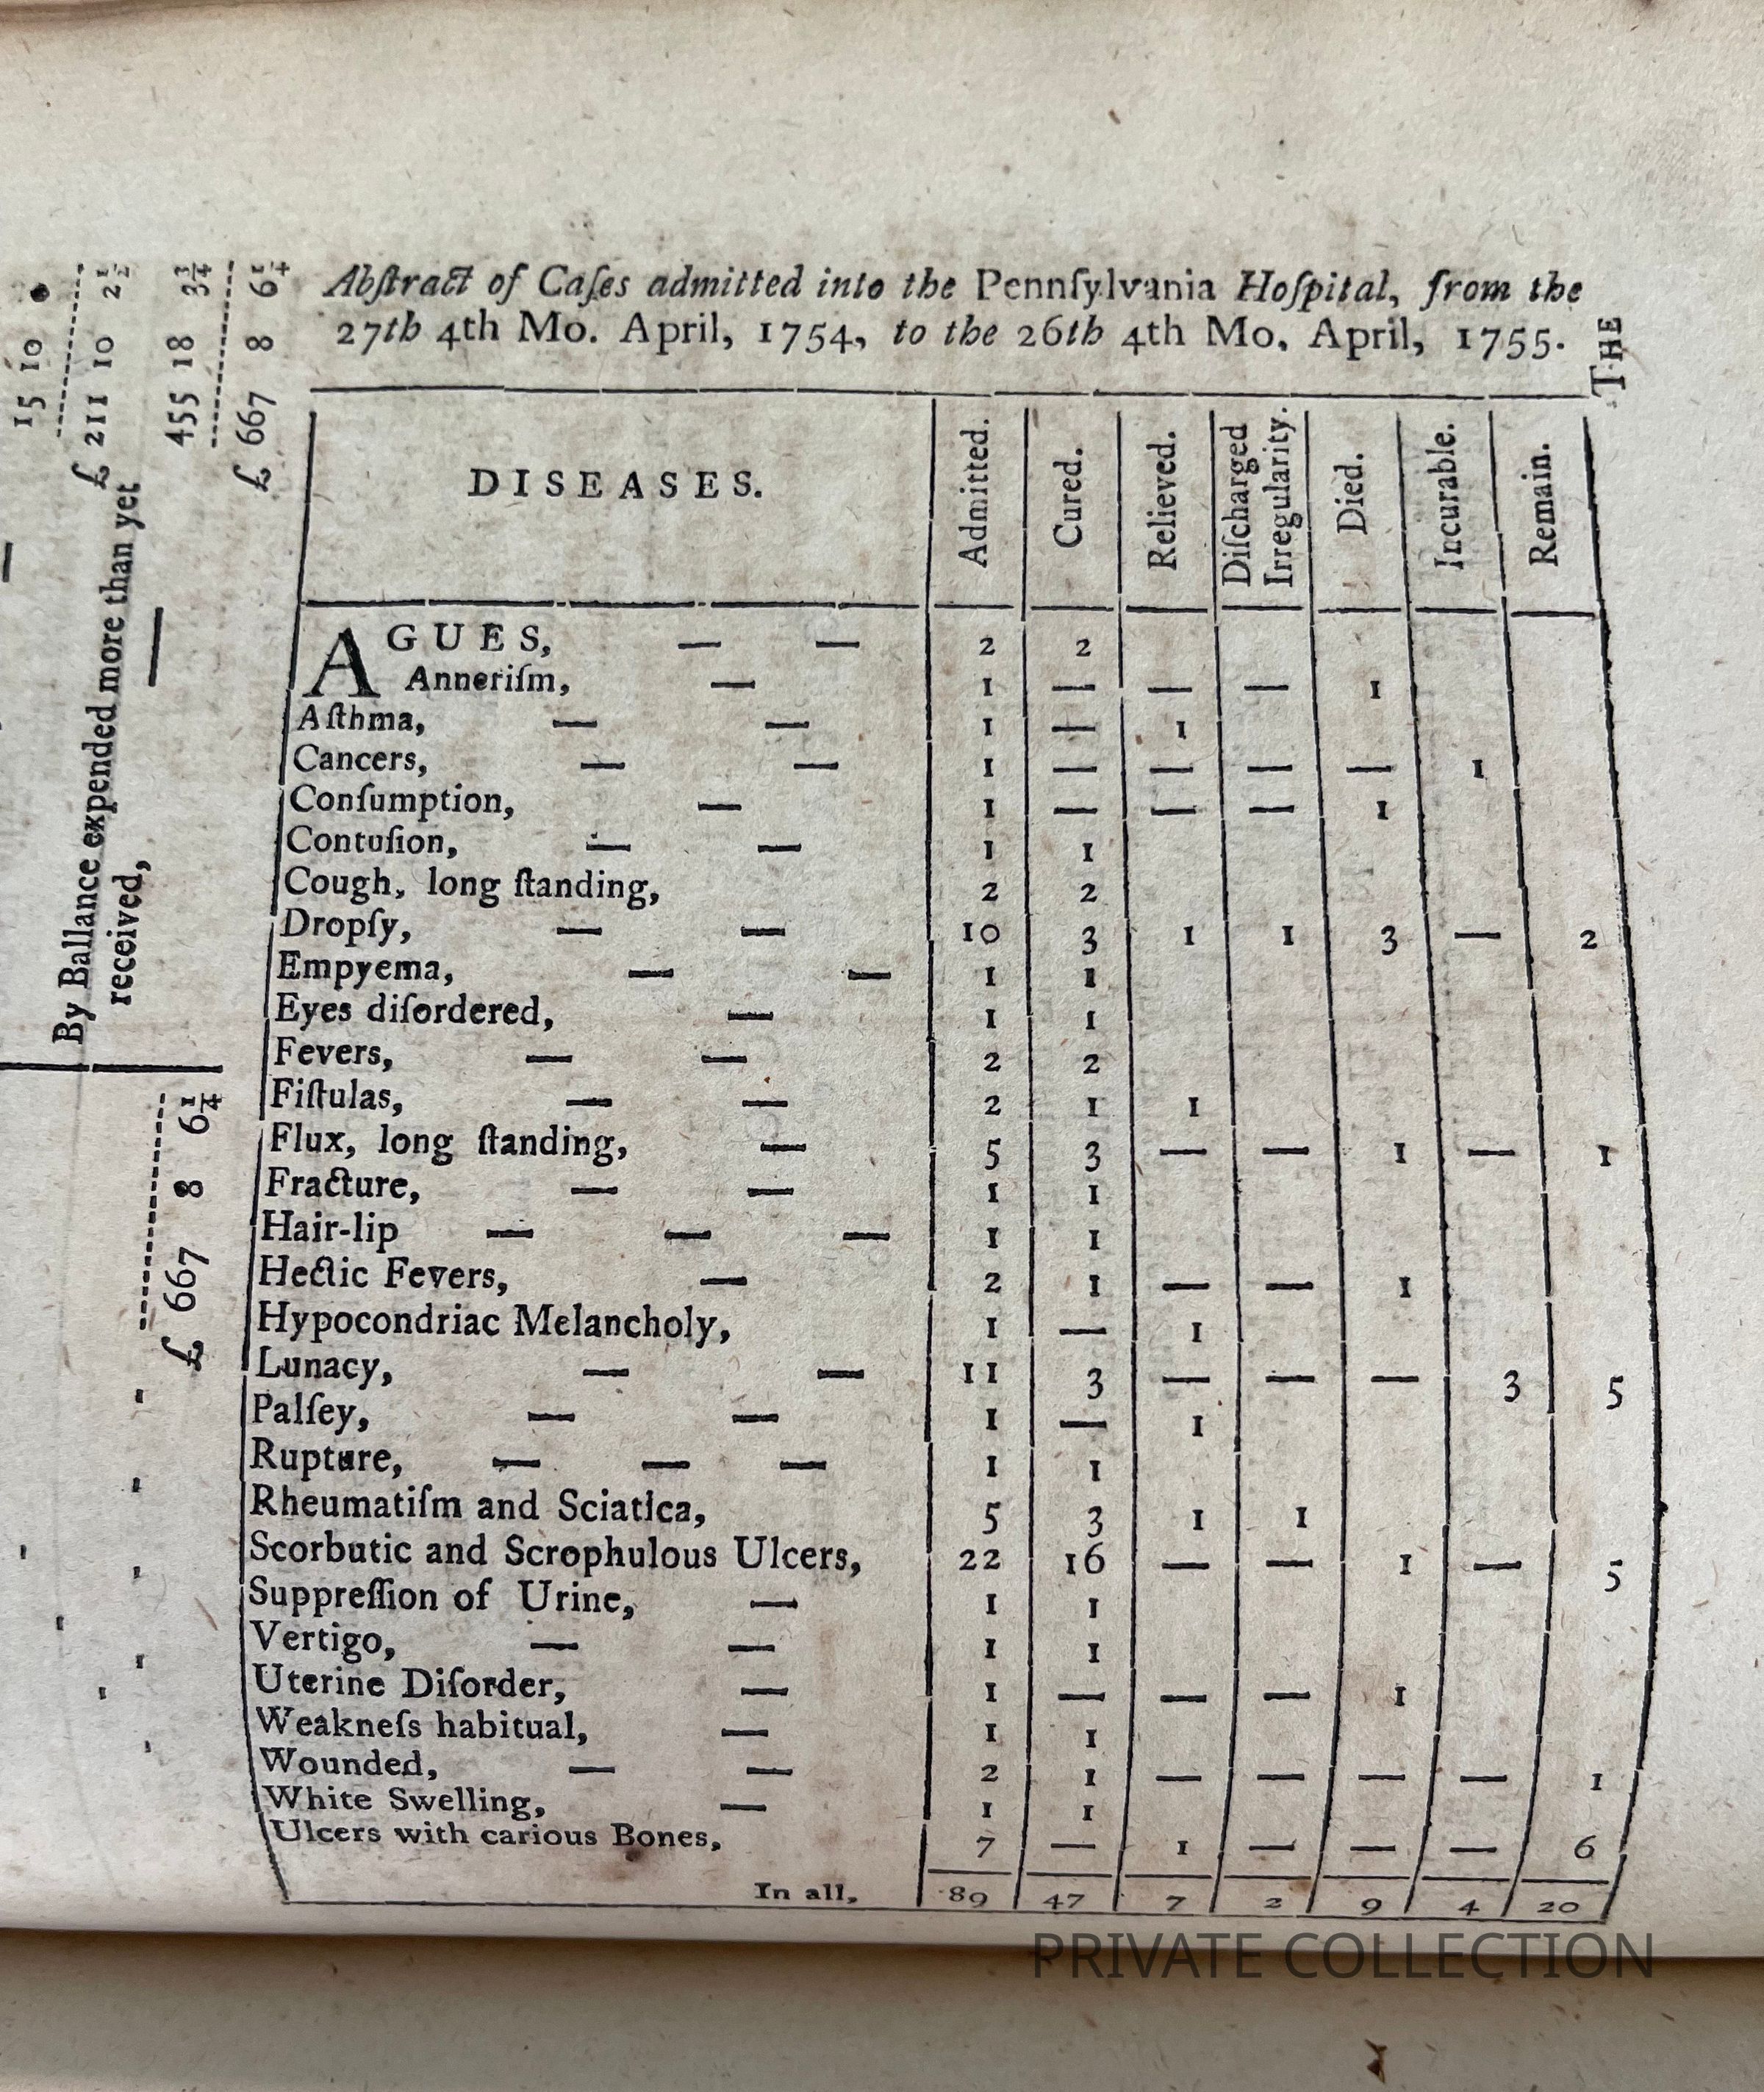 15 10
£ 211 10 2½
455 18 3¾
£ 667 8 6¼
By Ballance expended more than yet
received,
£ 667 8 6¼
Abſtract of Caſes admitted into the Pennſylvania Hoſpital, from the
27th 4th Mo. April, 1754, to the 26th 4th Mo. April, 1755.
THE
DISEASES. Admitted. Cured. Relieved. Diſcharged Irregularity. Died. Incurable. Remain.
AGUES, — — 2 2
Anneriſm, — 1 — — — 1
Aſthma, — — 1 — 1
Cancers, — — 1 — — — — 1
Conſumption, — 1 — — — 1
Contuſion, — — 1 1
Cough, long ſtanding, 2 2
Dropſy, — — 10 3 1 1 3 — 2
Empyema, — — 1 1
Eyes diſordered, — 1 1
Fevers, — — 2 2
Fiſtulas, — — 2 1 1
Flux, long ſtanding, — 5 3 — — 1 — 1
Fracture, — — 1 1
Hair-lip — — — 1 1
Hectic Fevers, — 2 1 — — 1
Hypocondriac Melancholy, 1 — 1
Lunacy, — — 11 3 — — — 3 5
Palſey, — — 1 — 1
Rupture, — — — 1 1
Rheumatiſm and Sciatica, 5 3 1 1
Scorbutic and Scrophulous Ulcers, 22 16 — — 1 — 5
Suppreſſion of Urine, — 1 1
Vertigo, — — 1 1
Uterine Diſorder, — 1 — — — 1
Weakneſs habitual, — 1 1
Wounded, — — 2 1 — — — — 1
White Swelling, — 1 1
Ulcers with carious Bones, 7 — 1 — — — 6
In all, 89 47 7 2 9 4 20
PRIVATE COLLECTION